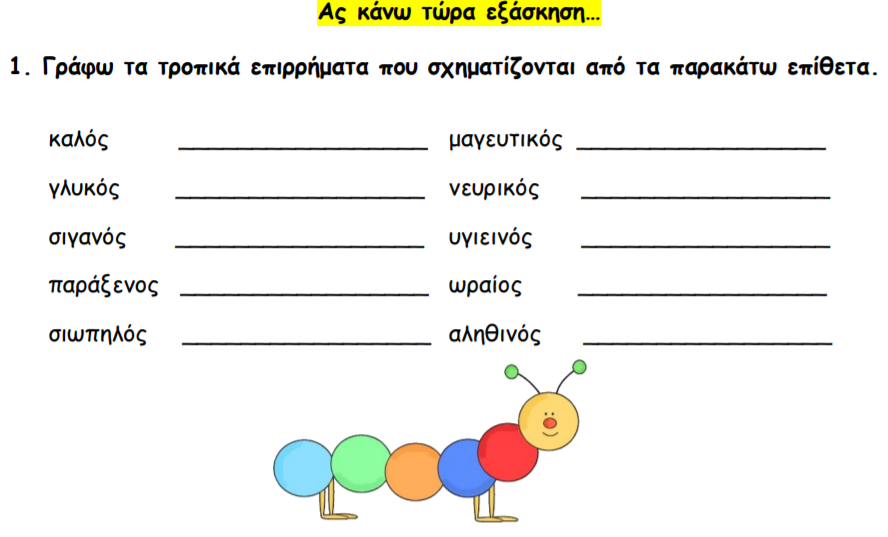 Ας κάνω τώρα εξάσκηση…
1. Γράφω τα τροπικά επιρρήματα που σχηματίζονται από τα παρακάτω επίθετα.
καλός ____________________ μαγευτικός ____________________
γλυκός ____________________ νευρικός ____________________
σιγανός ____________________ υγιεινός ____________________
παράξενος ____________________ ωραίος ____________________
σιωπηλός ____________________ αληθινός ____________________